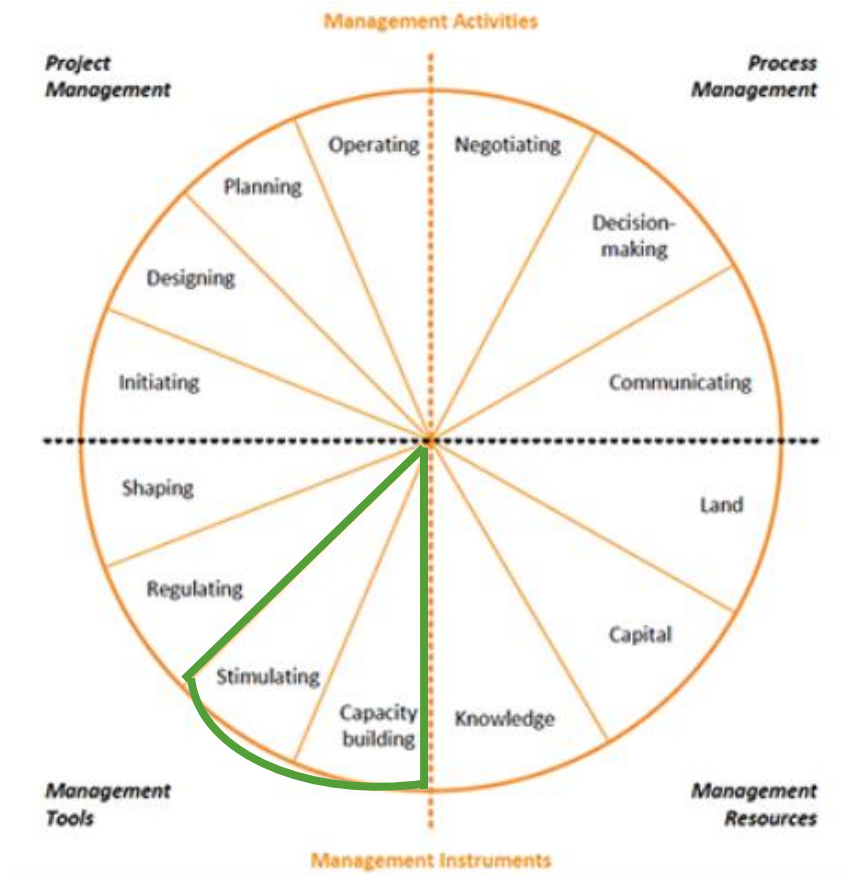 Management Activities
Project
Management
Process
Management
Operating
Negotiating
Planning
Decision-
making
Designing
Initiating
Communicating
Shaping
Land
Regulating
Capital
Stimulating
Capacity
building
Knowledge
Management
Tools
Management
Resources
Management Instruments